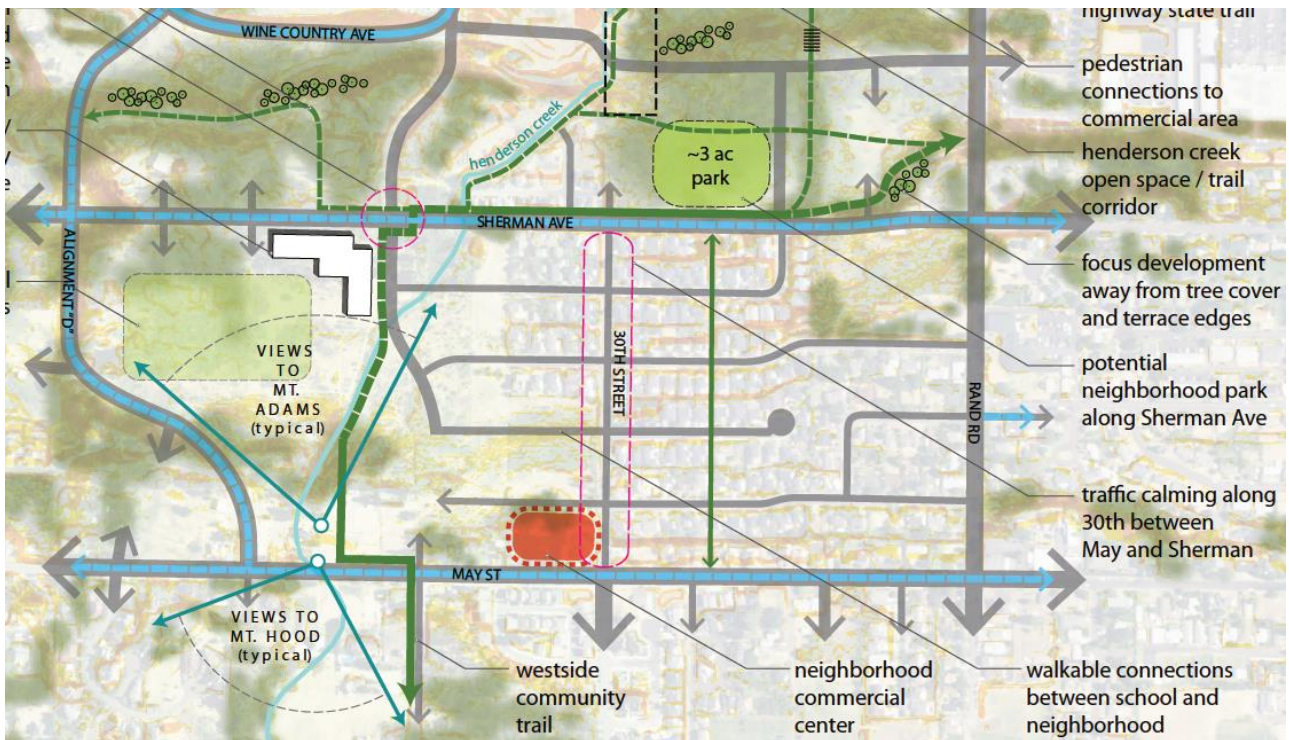 highway state trail
WINE COUNTRY AVE
pedestrian
connections to
commercial area
henderson creek
~3 ac
park
henderson creek
open space / trail
corridor
SHERMAN AVE
ALIGNMENT "D"
focus development
away from tree cover
and terrace edges
VIEWS
TO
MT.
ADAMS
(typical)
30TH STREET
RAND RD
potential
neighborhood park
along Sherman Ave
traffic calming along
30th between
May and Sherman
MAY ST
VIEWS TO
MT. HOOD
(typical)
westside
community
trail
neighborhood
commercial
center
walkable connections
between school and
neighborhood